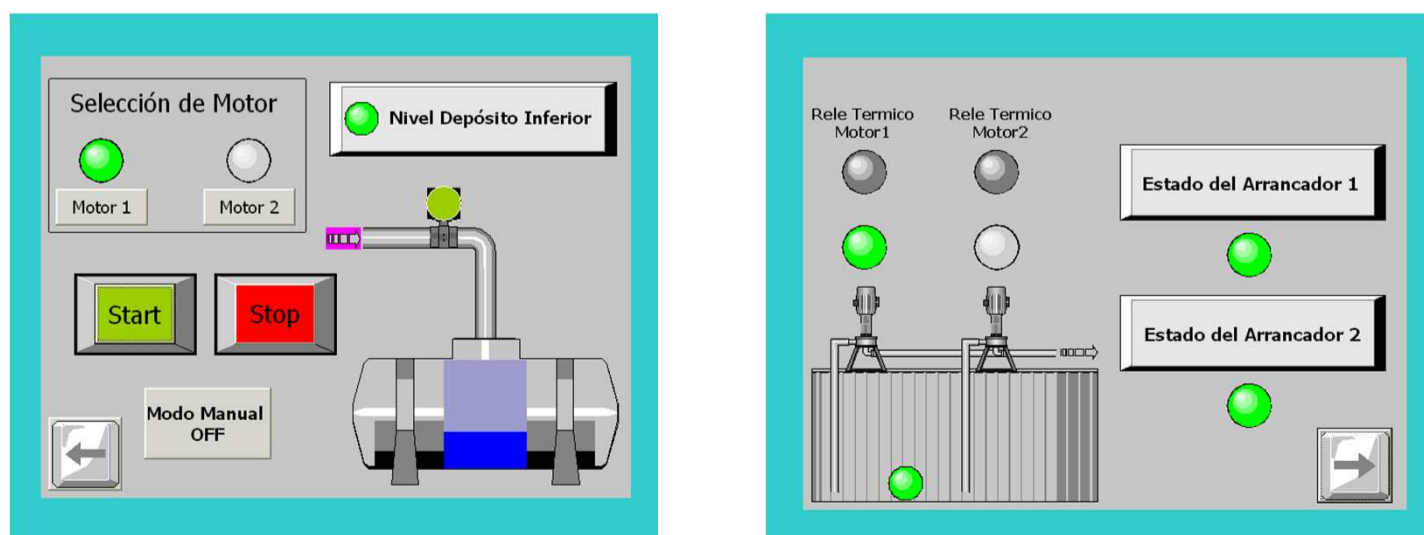 Selección de Motor
Motor 1
Motor 2
Nivel Depósito Inferior
Start
Stop
Modo Manual
OFF
Rele Termico
Motor1
Rele Termico
Motor2
Estado del Arrancador 1
Estado del Arrancador 2